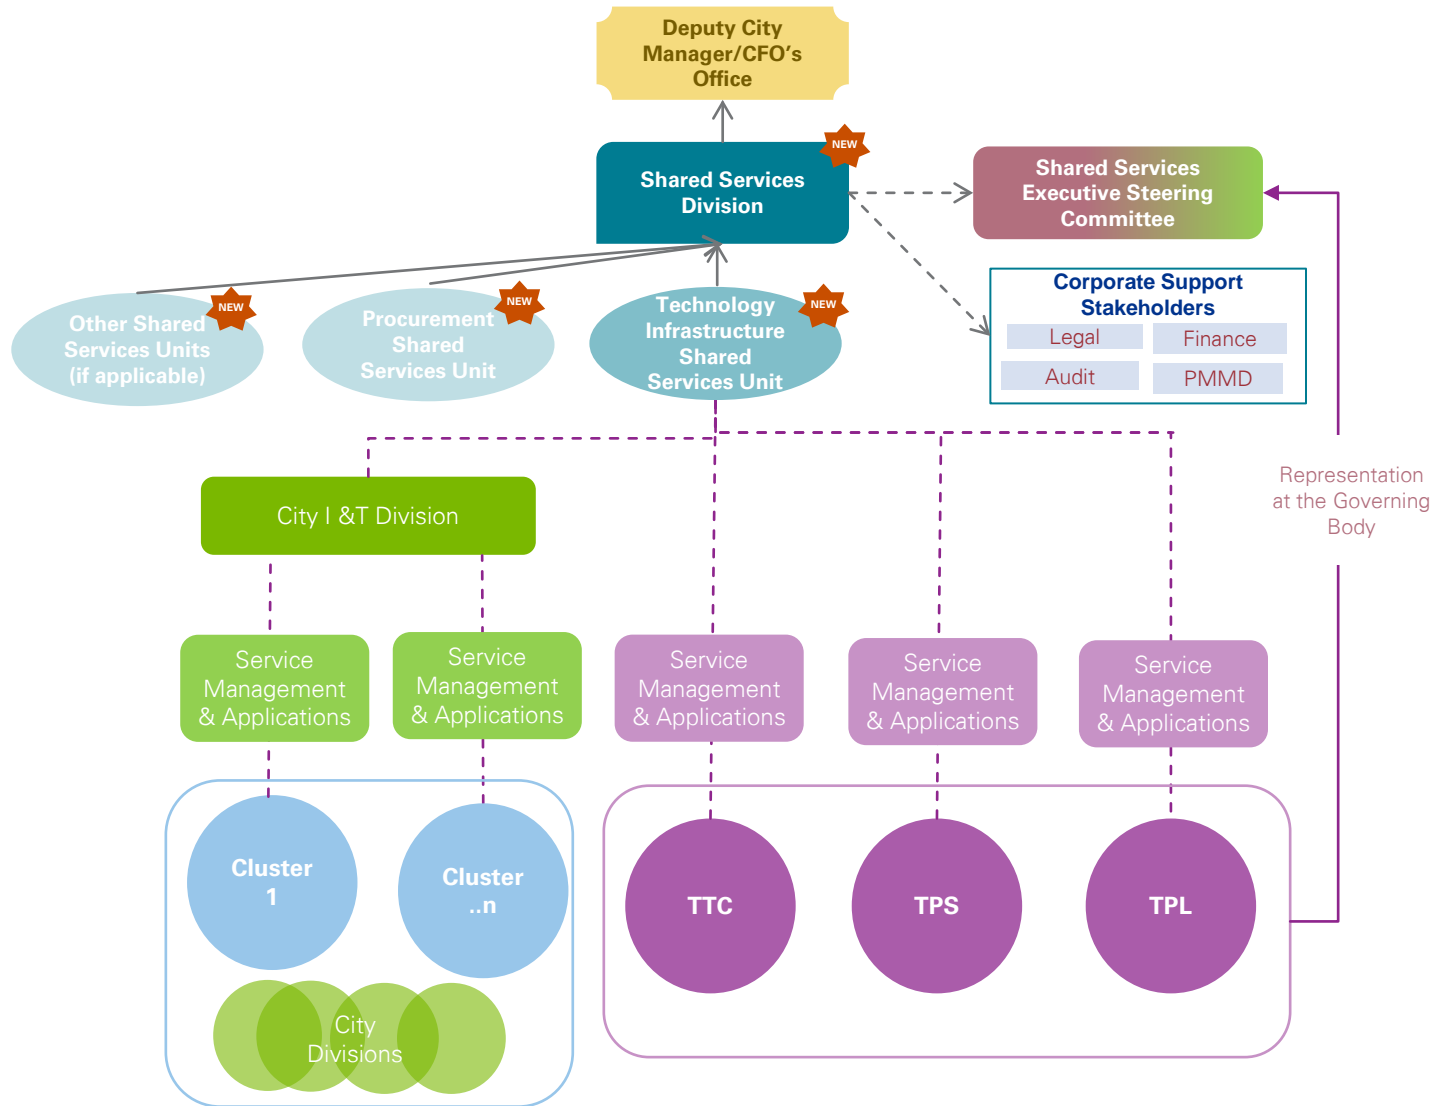 Deputy City
Manager/CFO's
Office
NEW
Shared Services
Division
Shared Services
Executive Steering
Committee
Corporate Support
Stakeholders
Legal
Finance
Audit
PMMD
NEW
Other Shared
Services Units
(if applicable)
NEW
Procurement
Shared
Services Unit
NEW
Technology
Infrastructure
Shared
Services Unit
Representation
at the Governing
Body
City I &T Division
Service
Management
& Applications
Service
Management
& Applications
Service
Management
& Applications
Service
Management
& Applications
Service
Management
& Applications
Cluster
1
Cluster
..n
TTC
TPS
TPL
City
Divisions